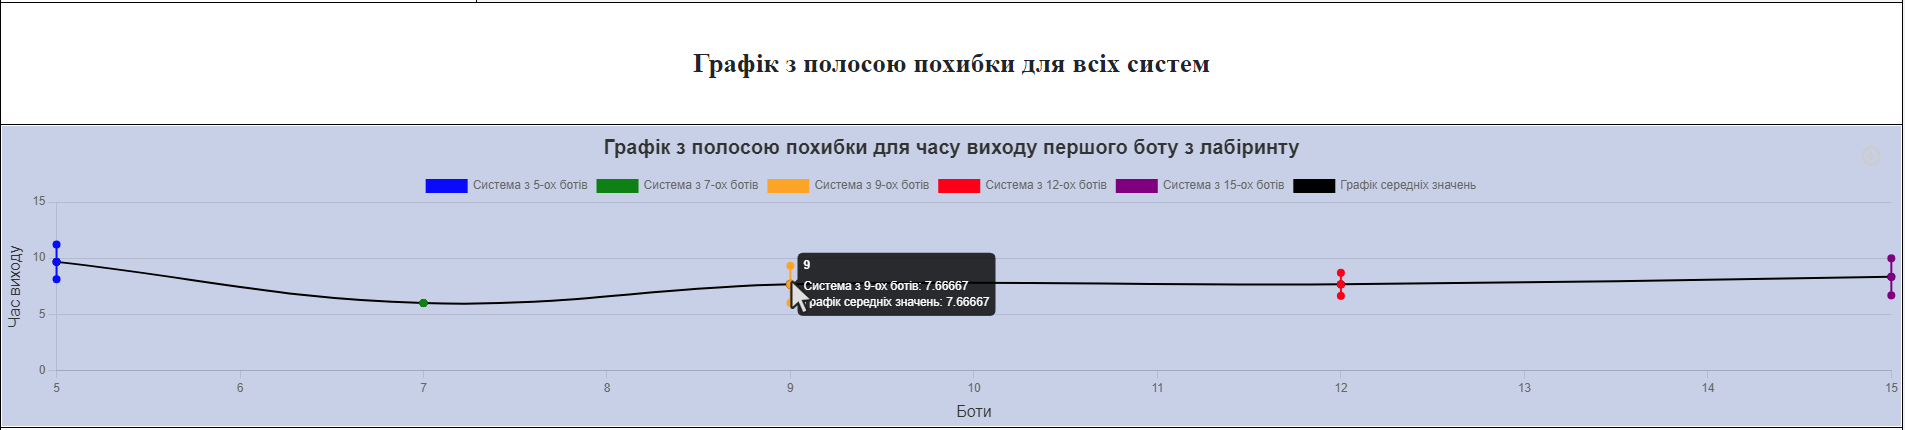 Графік з полосою похибки для всіх систем
Графік з полосою похибки для часу виходу першого боту з лабіринту
Система з 5-ох ботів Система з 7-ох ботів Система з 9-ох ботів Система з 12-ох ботів Система з 15-ох ботів Графік середніх значень
Час виходу
15
10
5
0
9
Система з 9-ох ботів: 7.66667
середніх значень: 7.66667
5 6 7 8 9 10 11 12 13 14 15
Боти